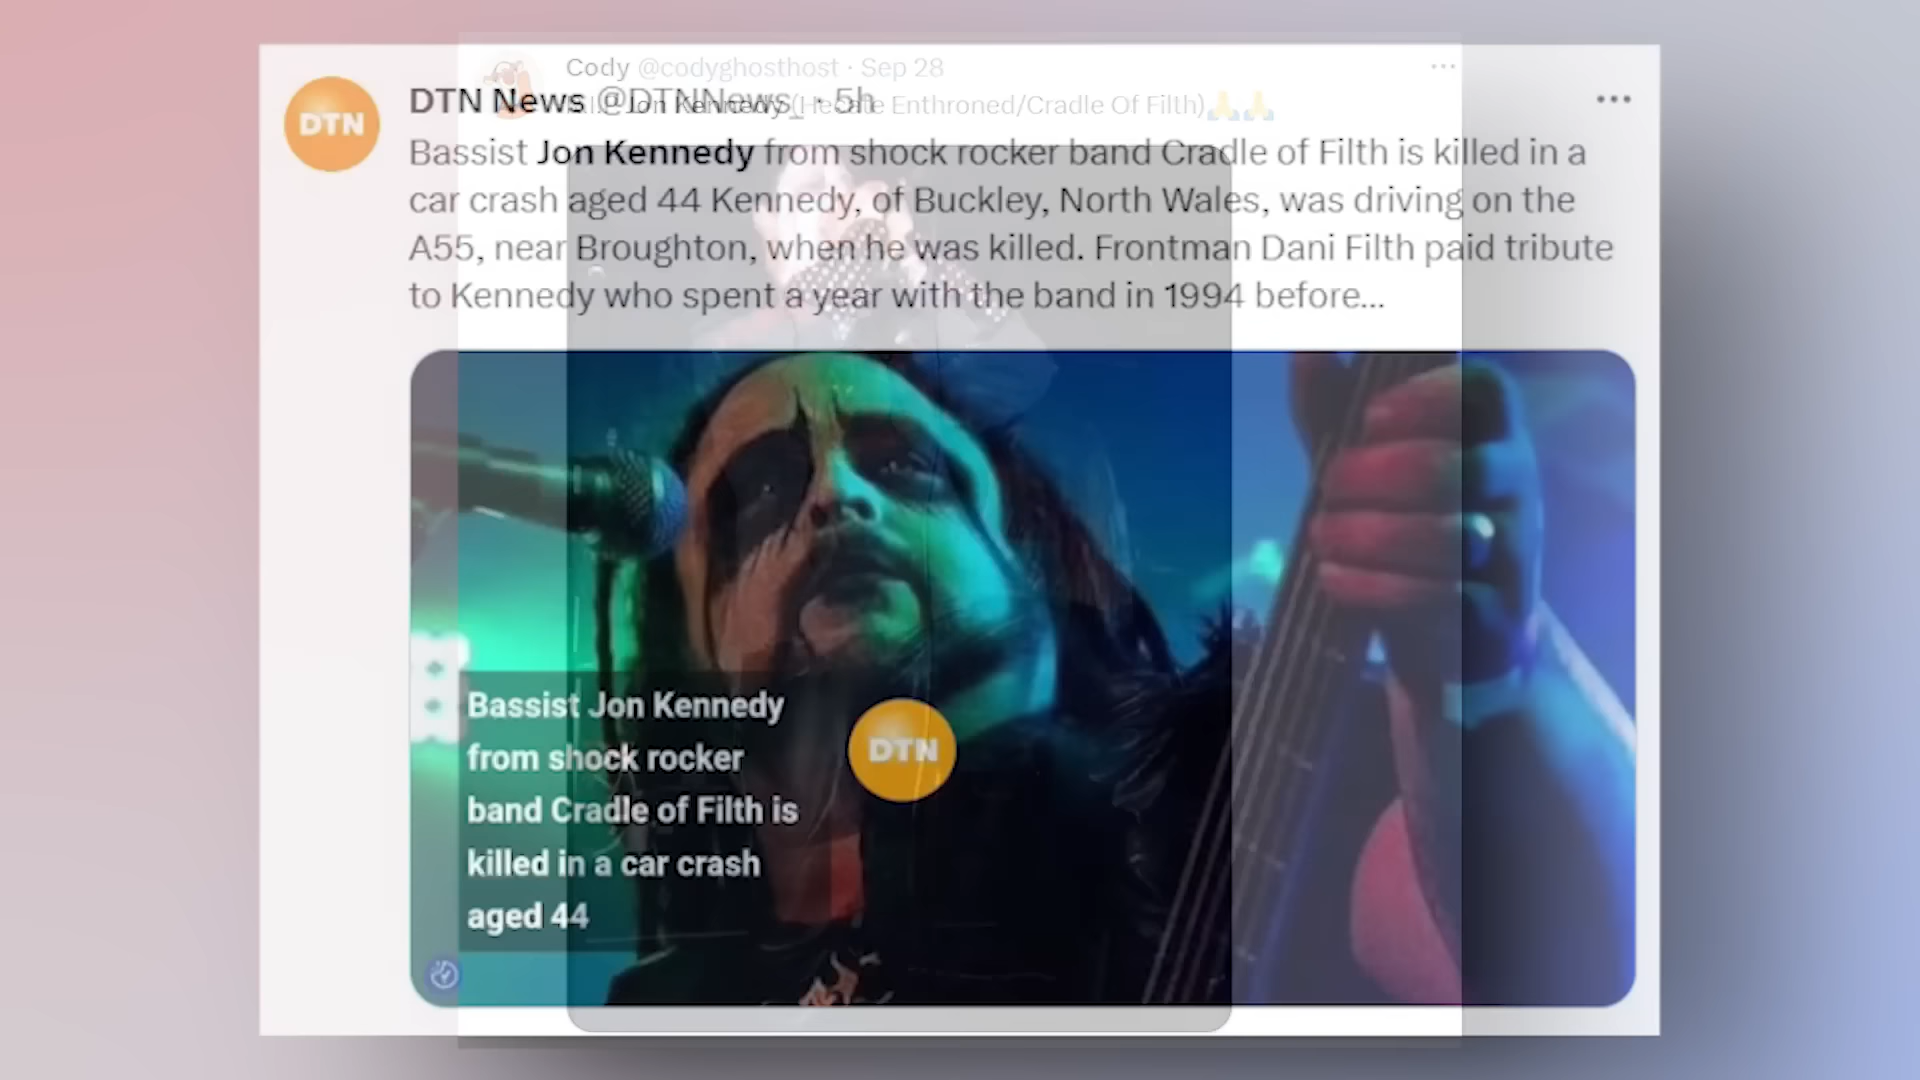 Cody @codyghosthost · Sep 28
Jon Kennedy (Hecate Enthroned/Cradle Of Filth)🙏🙏
DTN
DTN News @DTNNews_ · 5h
Bassist Jon Kennedy from shock rocker band Cradle of Filth is killed in a
car crash aged 44 Kennedy, of Buckley, North Wales, was driving on the
A55, near Broughton, when he was killed. Frontman Dani Filth paid tribute
to Kennedy who spent a year with the band in 1994 before...
Bassist Jon Kennedy
from shock rocker
band Cradle of Filth is
killed in a car crash
aged 44
DTN